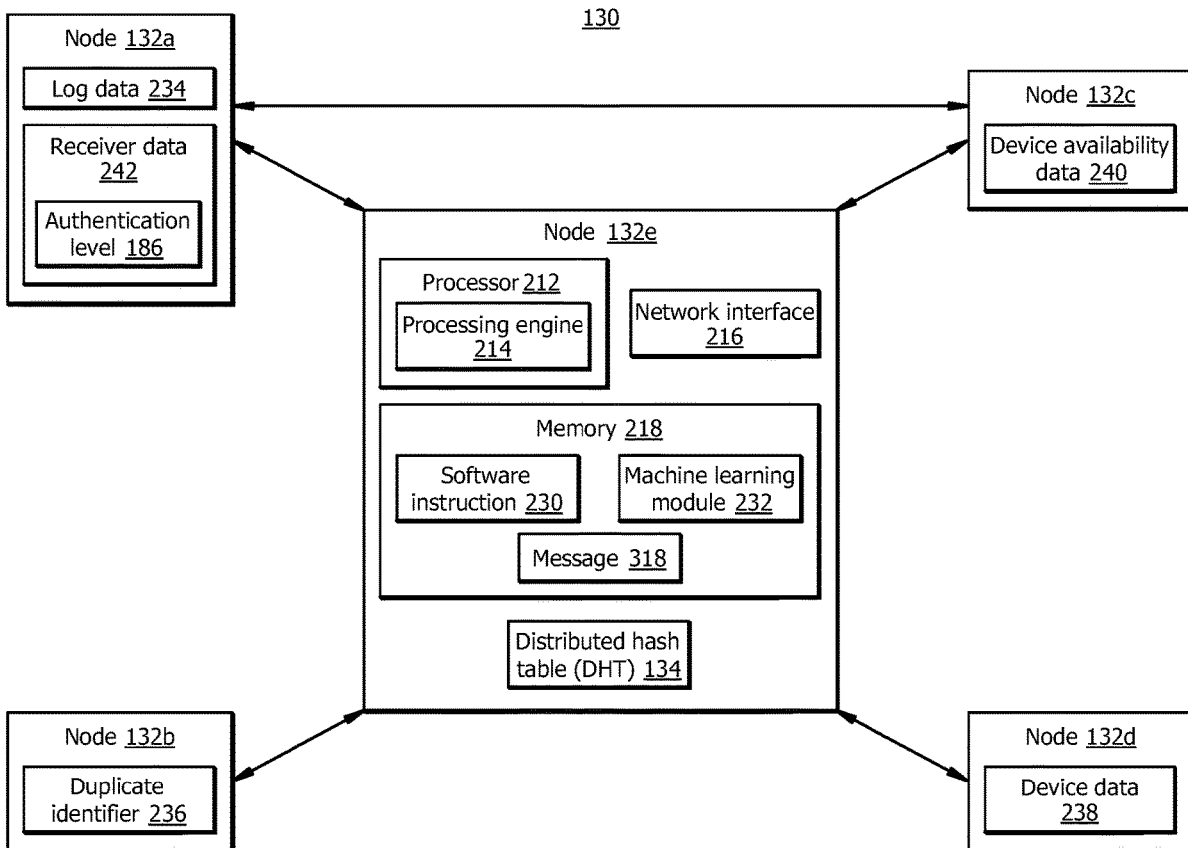 130
Node 132a
Log data 234
Receiver data
242
Authentication
level 186
Node 132c
Device availability
data 240
Node 132e
Processor 212
Processing engine
214
Network interface
216
Memory 218
Software
instruction 230
Machine learning
module 232
Message 318
Distributed hash
table (DHT) 134
Node 132b
Duplicate
identifier 236
Node 132d
Device data
238